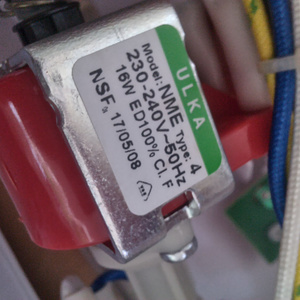 ULKA
Model: NME Type: 4
230-240V~50Hz
16W ED100% Cl. F
NSF 17/05/08